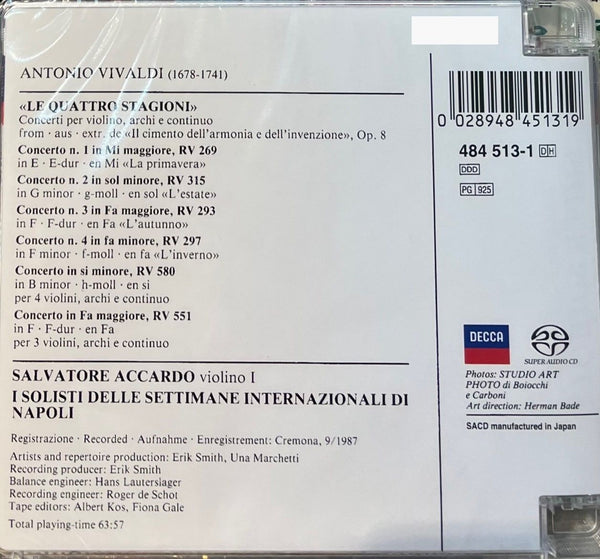 ANTONIO VIVALDI (1678-1741)
«LE QUATTRO STAGIONI»
Concerti per violino, archi e continuo
from · aus · extr. de «Il cimento dell'armonia e dell'invenzione», Op. 8
Concerto n. 1 in Mi maggiore, RV 269
in E · E-dur · en Mi «La primavera»
Concerto n. 2 in sol minore, RV 315
in G minor · g-moll · en sol «L'estate»
Concerto n. 3 in Fa maggiore, RV 293
in F · F-dur · en Fa «L'autunno»
Concerto n. 4 in fa minore, RV 297
in F minor · f-moll · en fa «L'inverno»
Concerto in si minore, RV 580
in B minor · h-moll · en si
per 4 violini, archi e continuo
Concerto in Fa maggiore, RV 551
in F · F-dur · en Fa
per 3 violini, archi e continuo
SALVATORE ACCARDO violino I
I SOLISTI DELLE SETTIMANE INTERNAZIONALI DI
NAPOLI
Registrazione · Recorded · Aufnahme · Enregistrement: Cremona, 9/1987
Artists and repertoire production: Erik Smith, Una Marchetti
Recording producer: Erik Smith
Balance engineer: Hans Lauterslager
Recording engineer: Roger de Schot
Tape editors: Albert Kos, Fiona Gale
Total playing-time 63:57
0 028948 451319
484 513-1 DH
DDD
PG 925
DECCA
SUPER AUDIO CD
Photos: STUDIO ART
PHOTO di Boiocchi
e Carboni
Art direction: Herman Bade
SACD manufactured in Japan